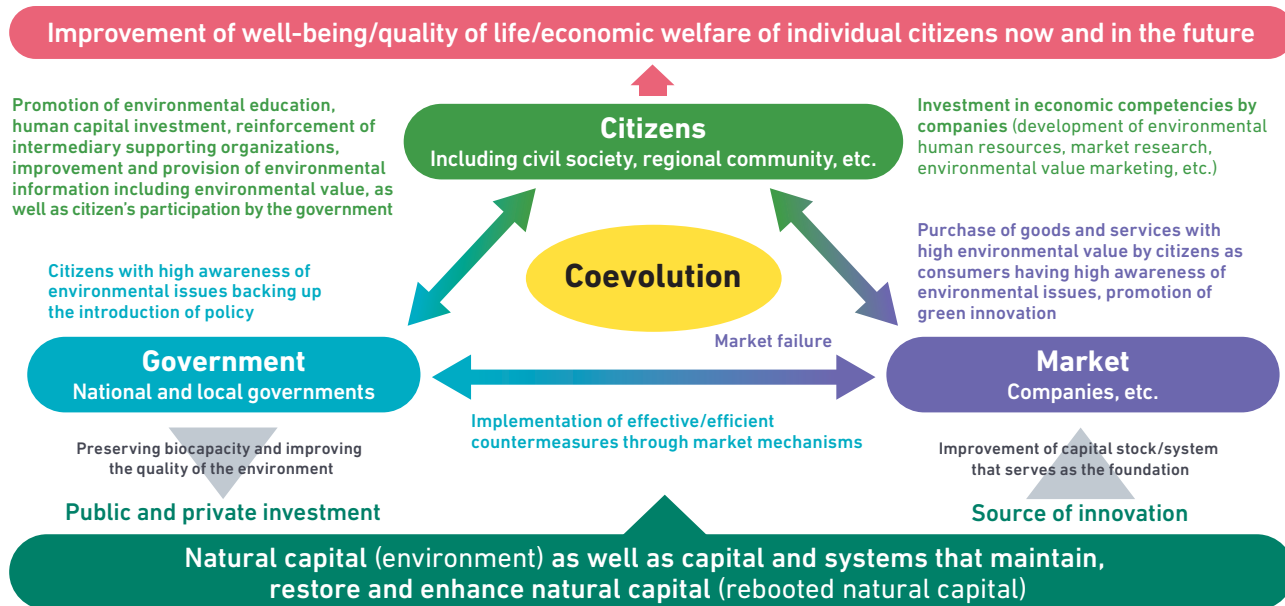 Improvement of well-being/quality of life/economic welfare of individual citizens now and in the future
Promotion of environmental education,
human capital investment, reinforcement of
intermediary supporting organizations,
improvement and provision of environmental
information including environmental value, as
well as citizen's participation by the government
Citizens
Including civil society, regional community, etc.
Investment in economic competencies by
companies (development of environmental
human resources, market research,
environmental value marketing, etc.)
Citizens with high awareness of
environmental issues backing up
the introduction of policy
Coevolution
Purchase of goods and services with
high environmental value by citizens as
consumers having high awareness of
environmental issues, promotion of
green innovation
Government
National and local governments
Market failure
Market
Companies, etc.
Implementation of effective/efficient
countermeasures through market mechanisms
Preserving biocapacity and improving
the quality of the environment
Improvement of capital stock/system
that serves as the foundation
Public and private investment
Source of innovation
Natural capital (environment) as well as capital and systems that maintain,
restore and enhance natural capital (rebooted natural capital)